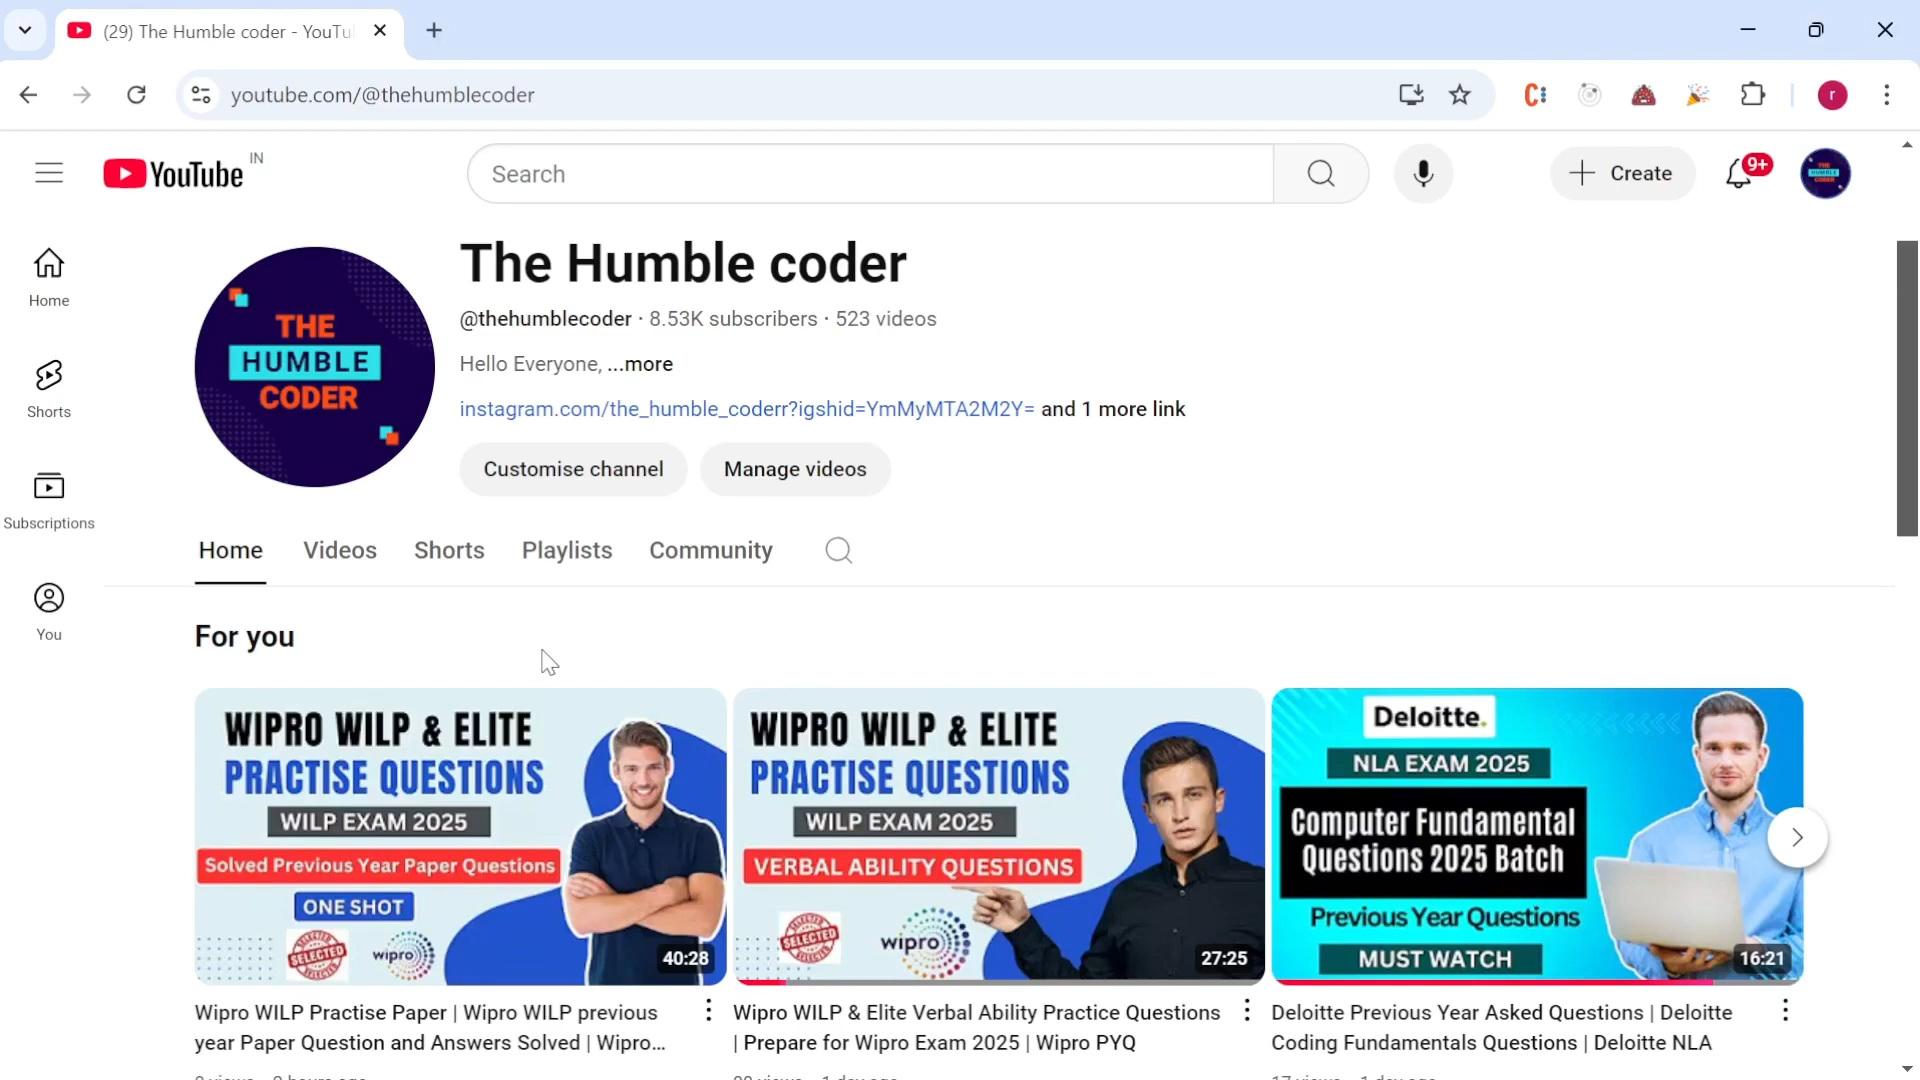 (29) The Humble coder - YouTu
youtube.com/@thehumblecoder
r
YouTube IN
Search
Create
9+
Home
Shorts
Subscriptions
You
THE
HUMBLE
CODER
The Humble coder
@thehumblecoder · 8.53K subscribers · 523 videos
Hello Everyone, ...more
instagram.com/the_humble_coderr?igshid=YmMyMTA2M2Y= and 1 more link
Customise channel
Manage videos
Home Videos Shorts Playlists Community
For you
WIPRO WILP & ELITE
PRACTISE QUESTIONS
WILP EXAM 2025
Solved Previous Year Paper Questions
ONE SHOT
SELECTED
wipro
40:28
Wipro WILP Practise Paper | Wipro WILP previous
year Paper Question and Answers Solved | Wipro...
WIPRO WILP & ELITE
PRACTISE QUESTIONS
WILP EXAM 2025
VERBAL ABILITY QUESTIONS
SELECTED
wipro
27:25
Wipro WILP & Elite Verbal Ability Practice Questions
| Prepare for Wipro Exam 2025 | Wipro PYQ
Deloitte.
NLA EXAM 2025
Computer Fundamental
Questions 2025 Batch
Previous Year Questions
MUST WATCH
16:21
Deloitte Previous Year Asked Questions | Deloitte
Coding Fundamentals Questions | Deloitte NLA